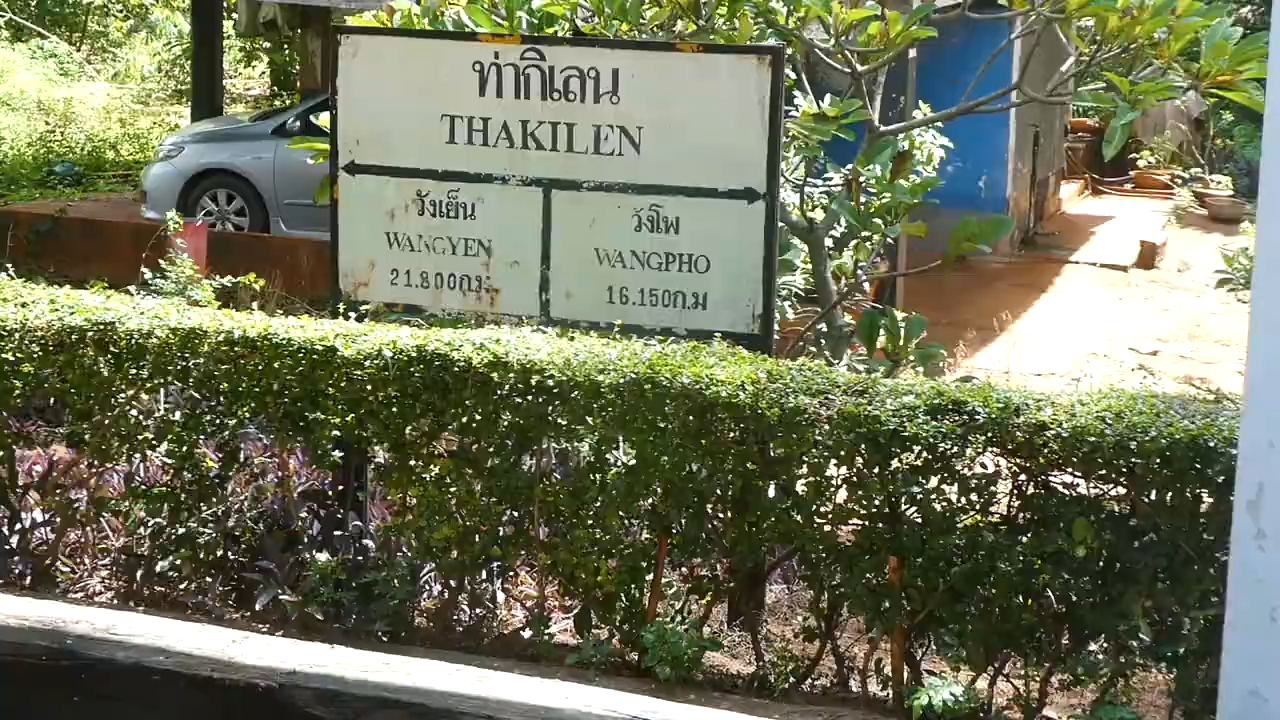 ท่ากิเลน
THAKILEN
วังเย็น
WANGYEN
21.800ก.ม.
วังโพ
WANGPHO
16.150ก.ม